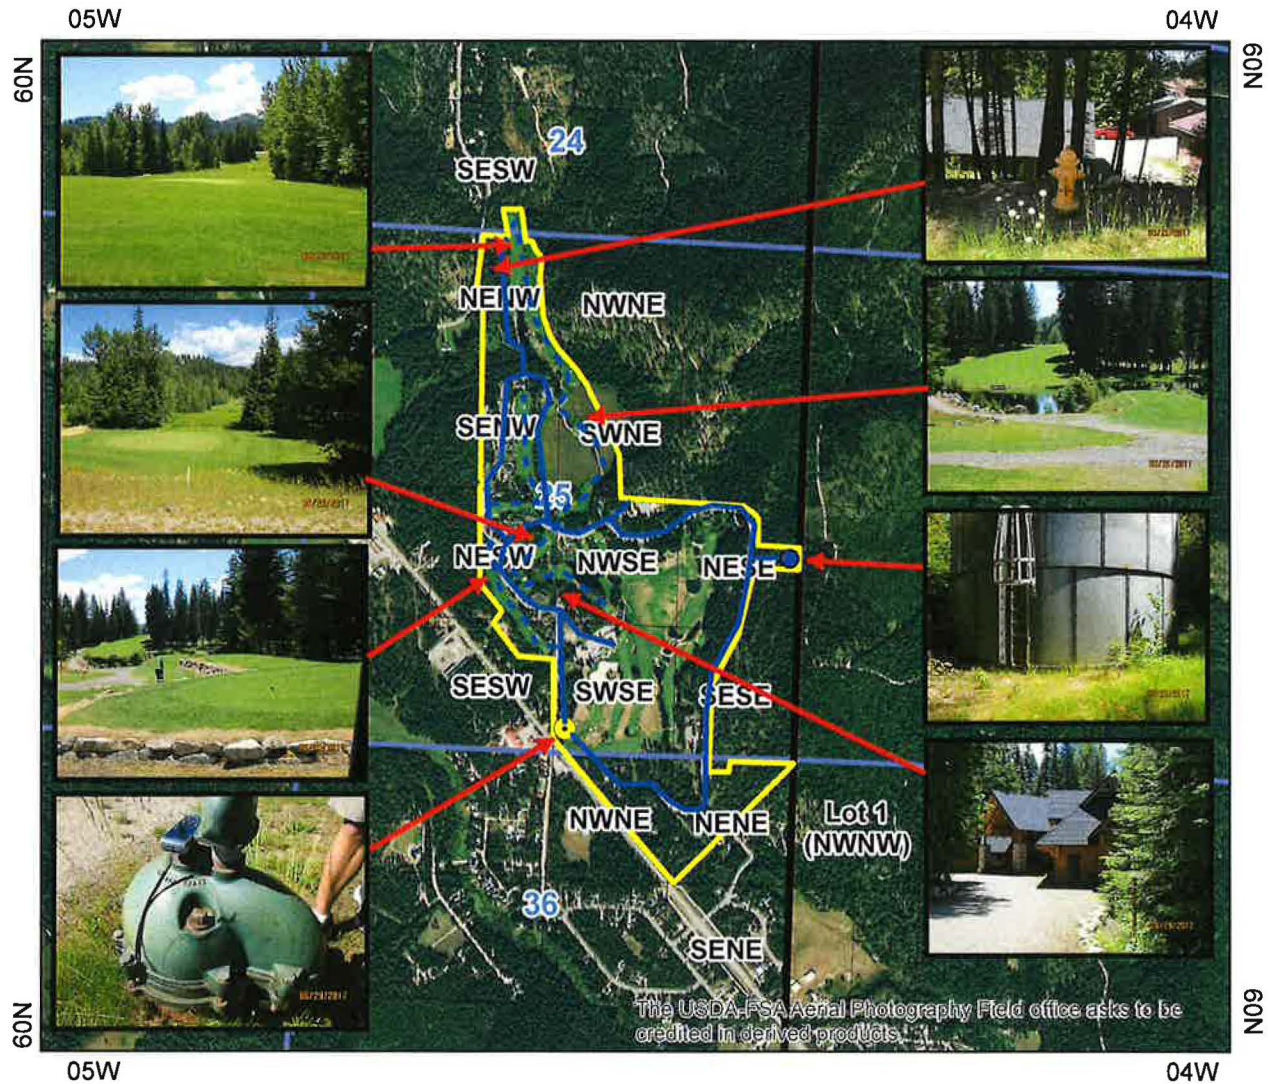 05W
04W
60N
60N
24
SESW
NENW
NWNE
SENW
SWNE
25
NESW
NWSE
NESE
SESW
SWSE
SESE
NWNE
NENE
Lot 1
(NWNW)
36
SENE
The USDA-FSA Aerial Photography Field office asks to be
credited in derived products.
60N
60N
05W
04W